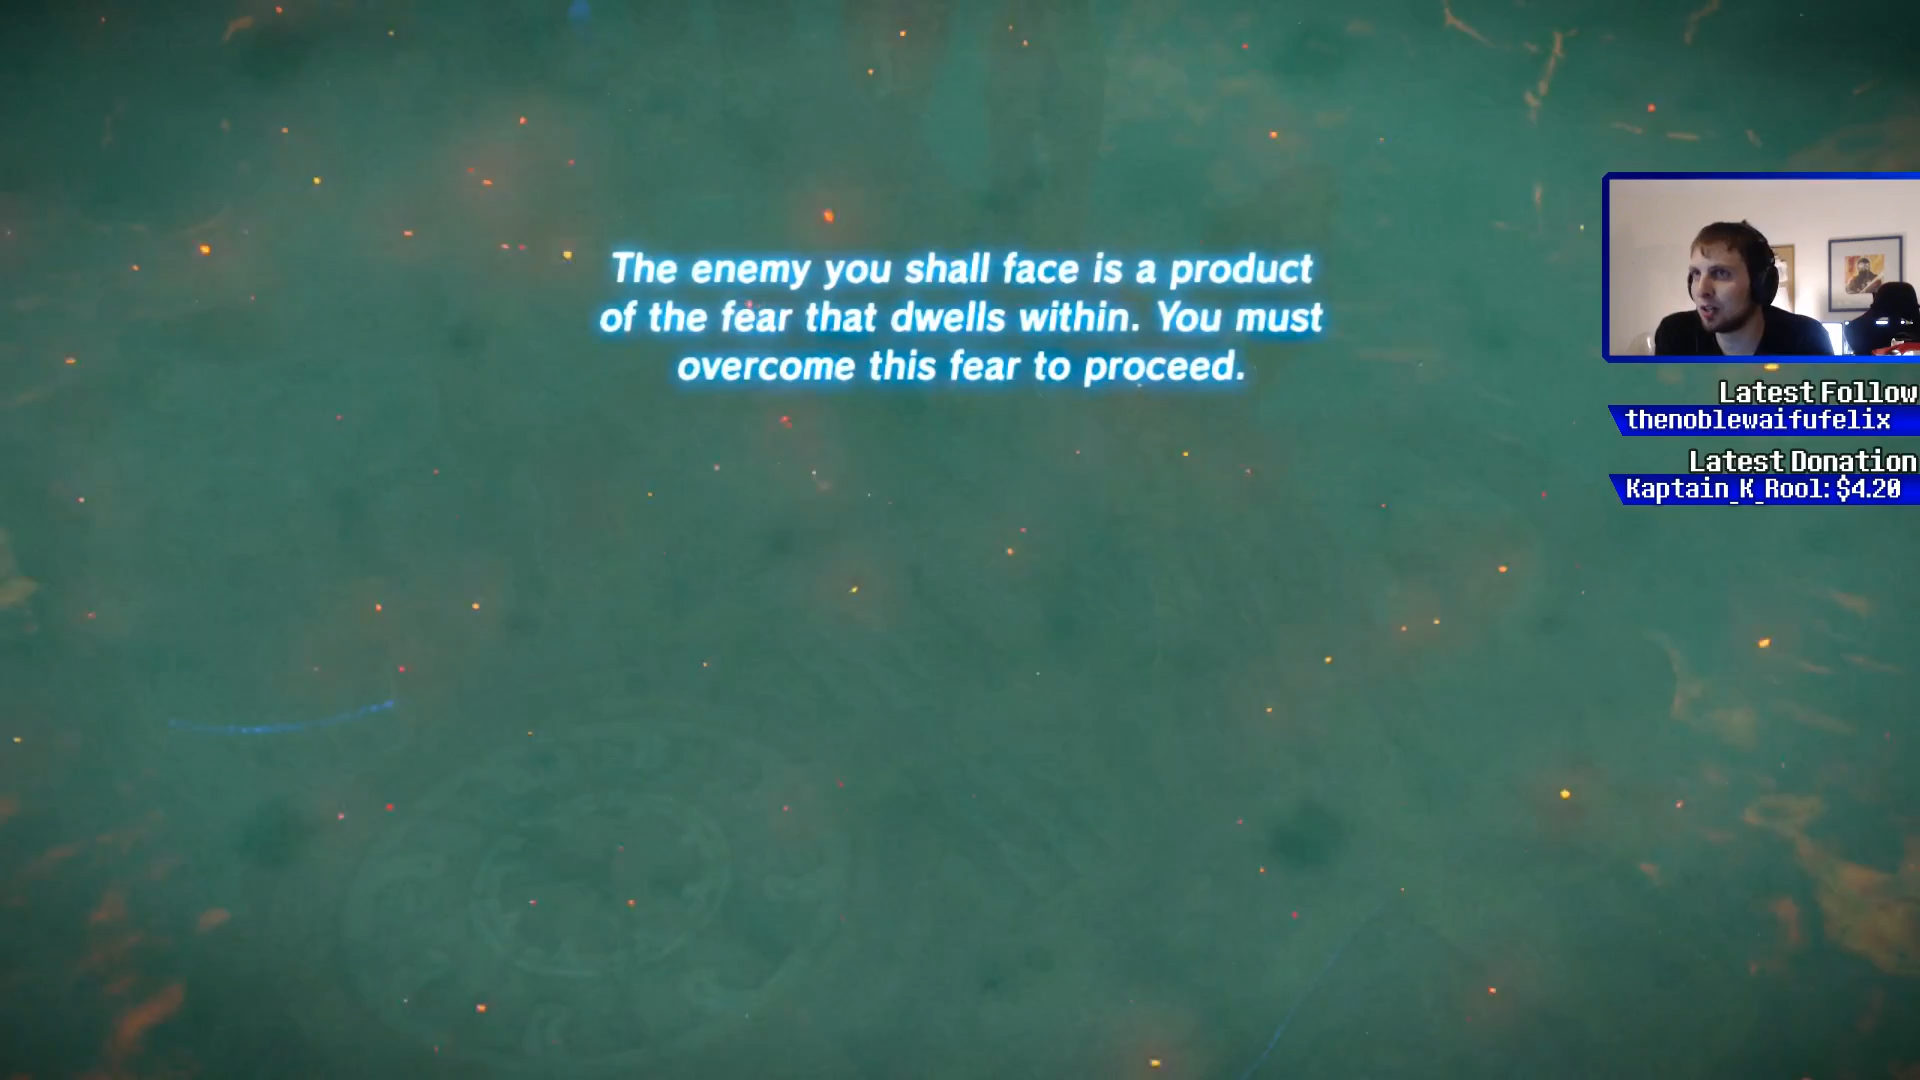 The enemy you shall face is a product
of the fear that dwells within. You must
overcome this fear to proceed.
Latest Follow
thenoblewaifufelix
Latest Donation
Kaptain_K_Rool: $4.20